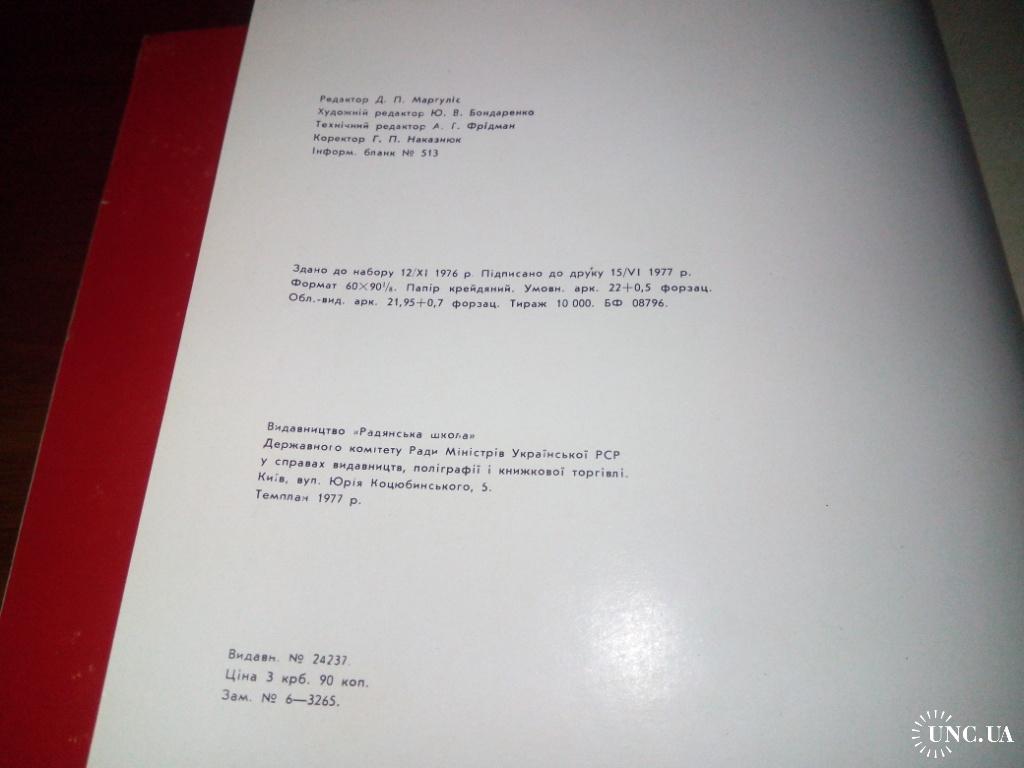 Редактор Д. П. Маргуліс
Художній редактор Ю. В. Бондаренко
Технічний редактор А. Г. Фрідман
Коректор Г. П. Наказнюк
Інформ. бланк № 513
Здано до набору 12/XI 1976 р. Підписано до друку 15/VI 1977 р.
Формат 60×90¹/₈. Папір крейдяний. Умовн. арк. 22+0,5 форзац.
Обл.-вид. арк. 21,95+0,7 форзац. Тираж 10 000. БФ 08796.
Видавництво «Радянська школа»
Державного комітету Ради Міністрів Української РСР
у справах видавництв, поліграфії і книжкової торгівлі.
Київ, вул. Юрія Коцюбинського, 5.
Темплан 1977 р.
Видавн. № 24237.
Ціна 3 крб. 90 коп.
Зам. № 6—3265.
UNC.UA